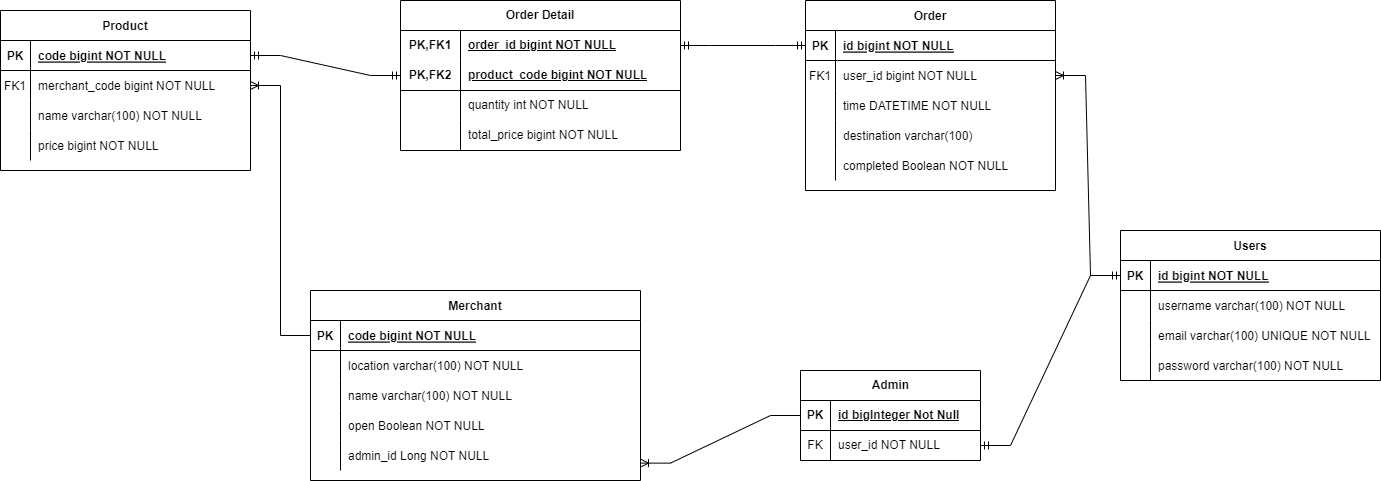 Product
PK code bigint NOT NULL
FK1 merchant_code bigint NOT NULL
name varchar(100) NOT NULL
price bigint NOT NULL
Order Detail
PK,FK1 order_id bigint NOT NULL
PK,FK2 product_code bigint NOT NULL
quantity int NOT NULL
total_price bigint NOT NULL
Order
PK id bigint NOT NULL
FK1 user_id bigint NOT NULL
time DATETIME NOT NULL
destination varchar(100)
completed Boolean NOT NULL
Users
PK id bigint NOT NULL
username varchar(100) NOT NULL
email varchar(100) UNIQUE NOT NULL
password varchar(100) NOT NULL
Merchant
PK code bigint NOT NULL
location varchar(100) NOT NULL
name varchar(100) NOT NULL
open Boolean NOT NULL
admin_id Long NOT NULL
Admin
PK id bigInteger Not Null
FK user_id NOT NULL